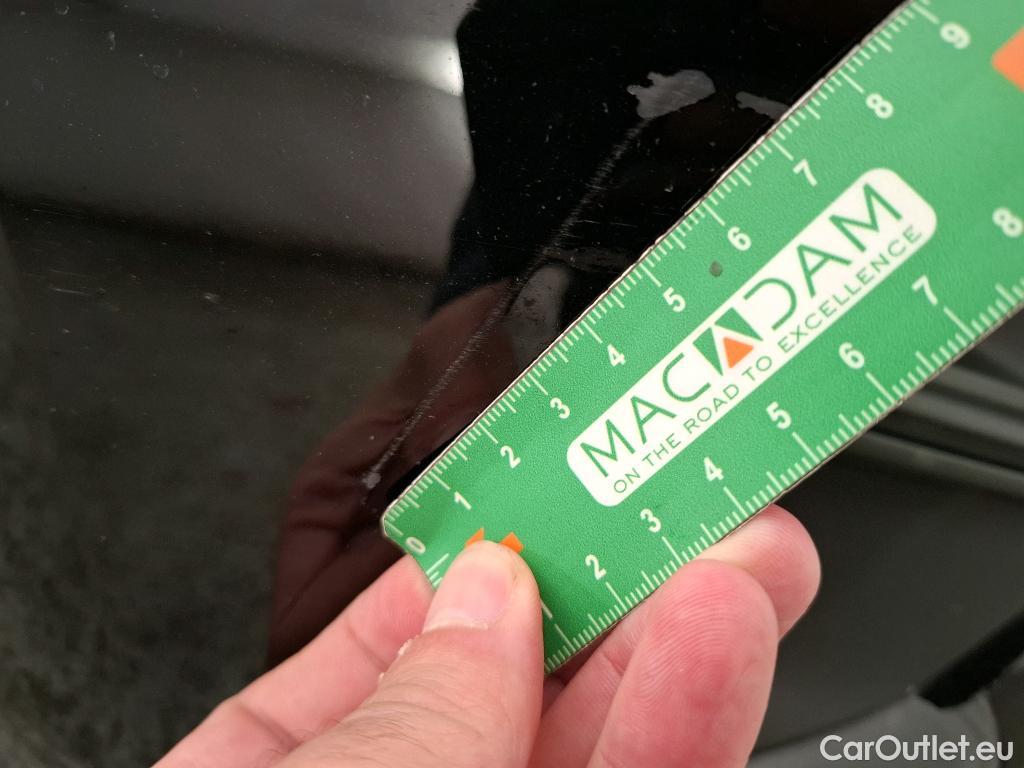 0 1 2 3 4 5 6 7 8 9
MACADAM
ON THE ROAD TO EXCELLENCE
2 3 4 5 6 7 8
CarOutlet.eu